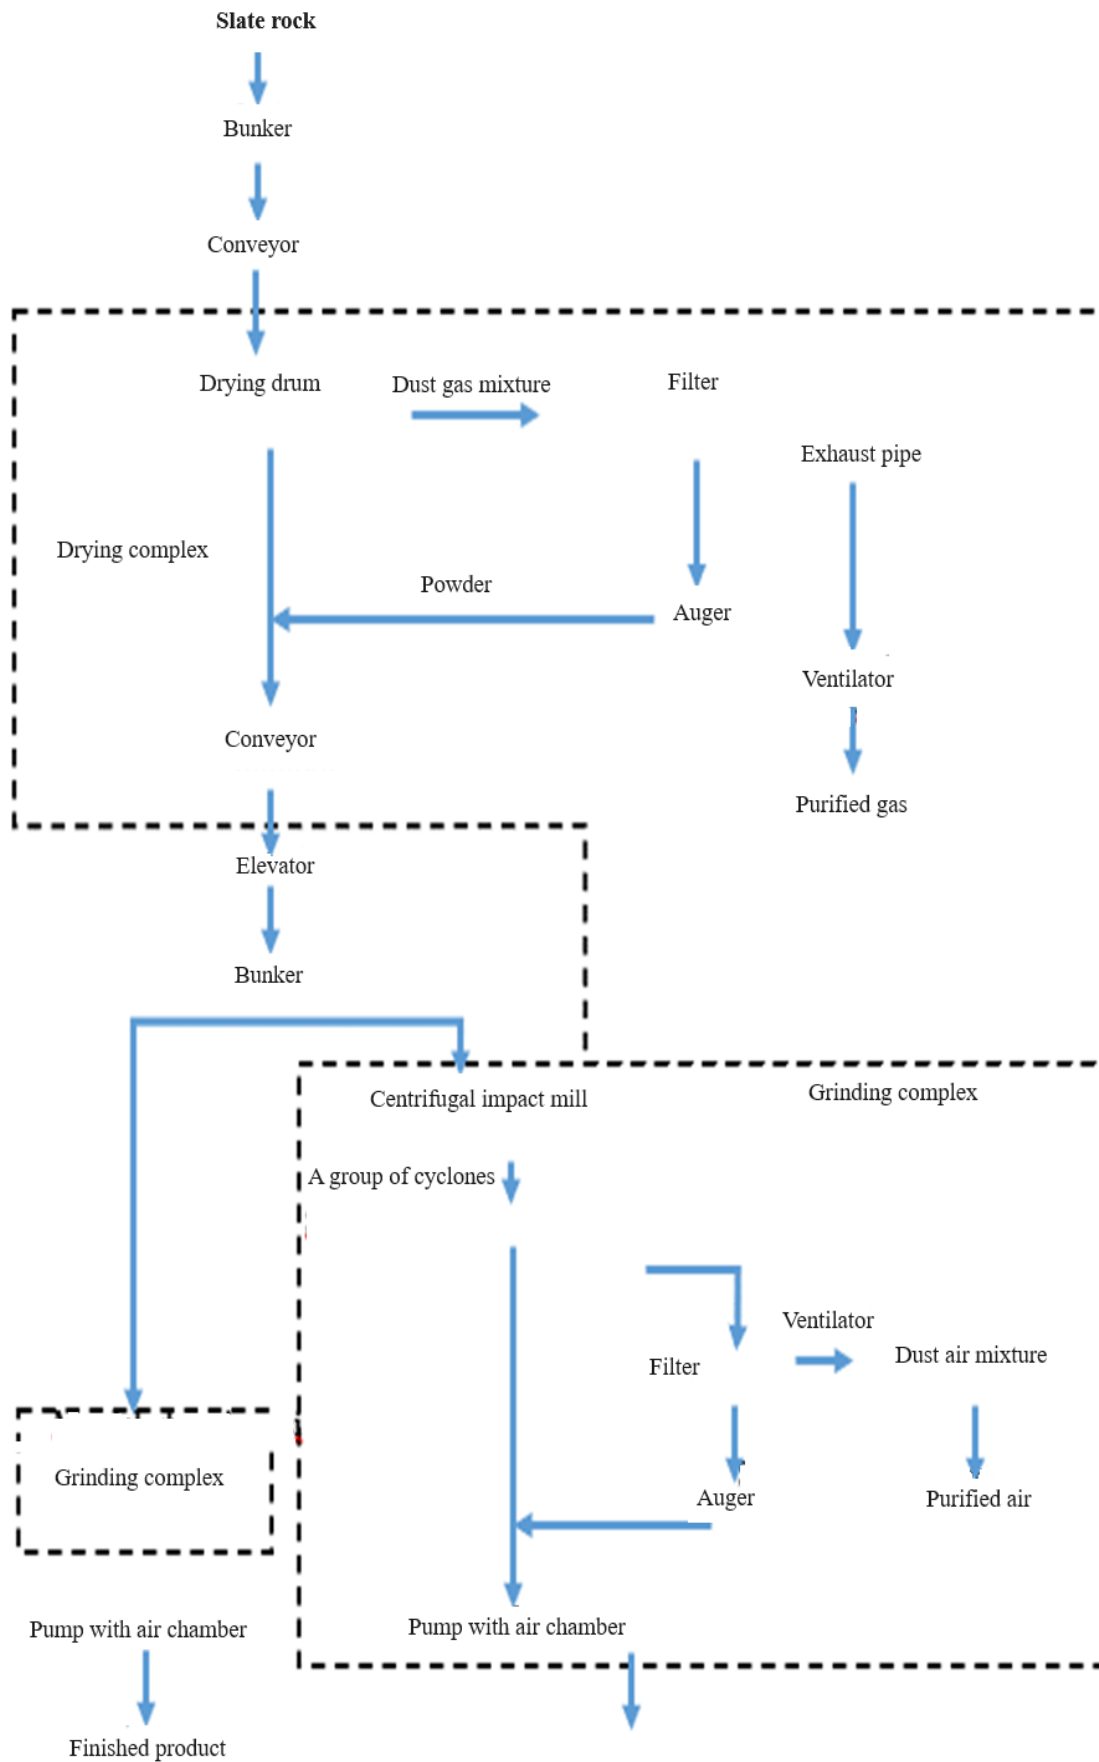 Slate rock
Bunker
Conveyor
Drying drum
Dust gas mixture
Filter
Exhaust pipe
Drying complex
Powder
Auger
Ventilator
Conveyor
Purified gas
Elevator
Bunker
Centrifugal impact mill
Grinding complex
A group of cyclones
Ventilator
Filter
Dust air mixture
Grinding complex
Auger
Purified air
Pump with air chamber
Pump with air chamber
Finished product